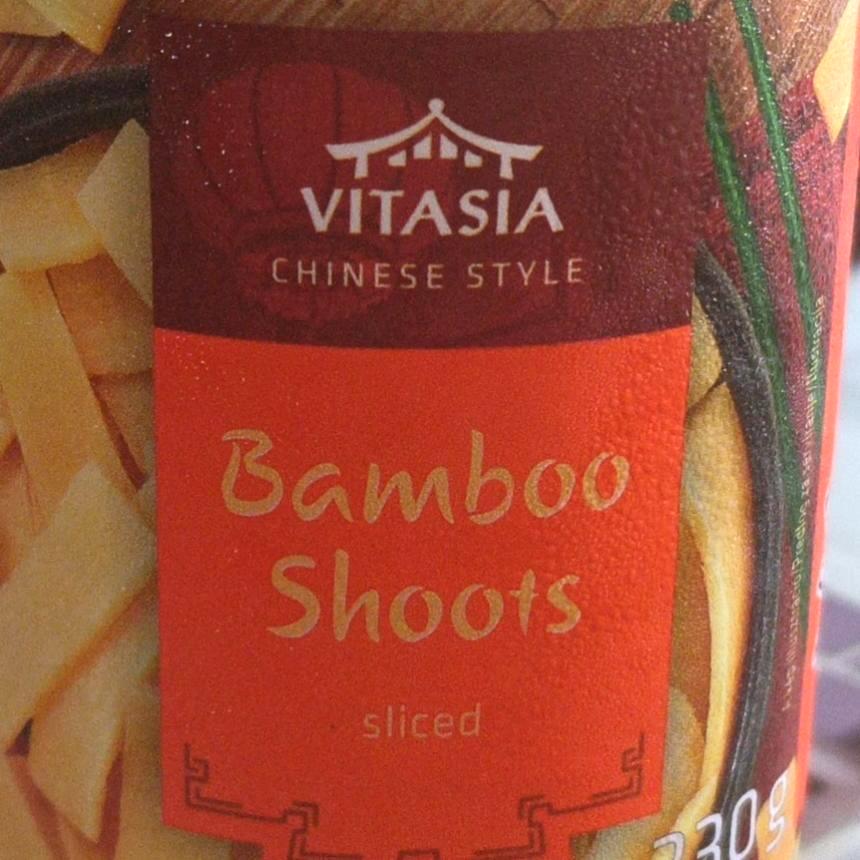 VITASIA
CHINESE STYLE
Bamboo
Shoots
sliced